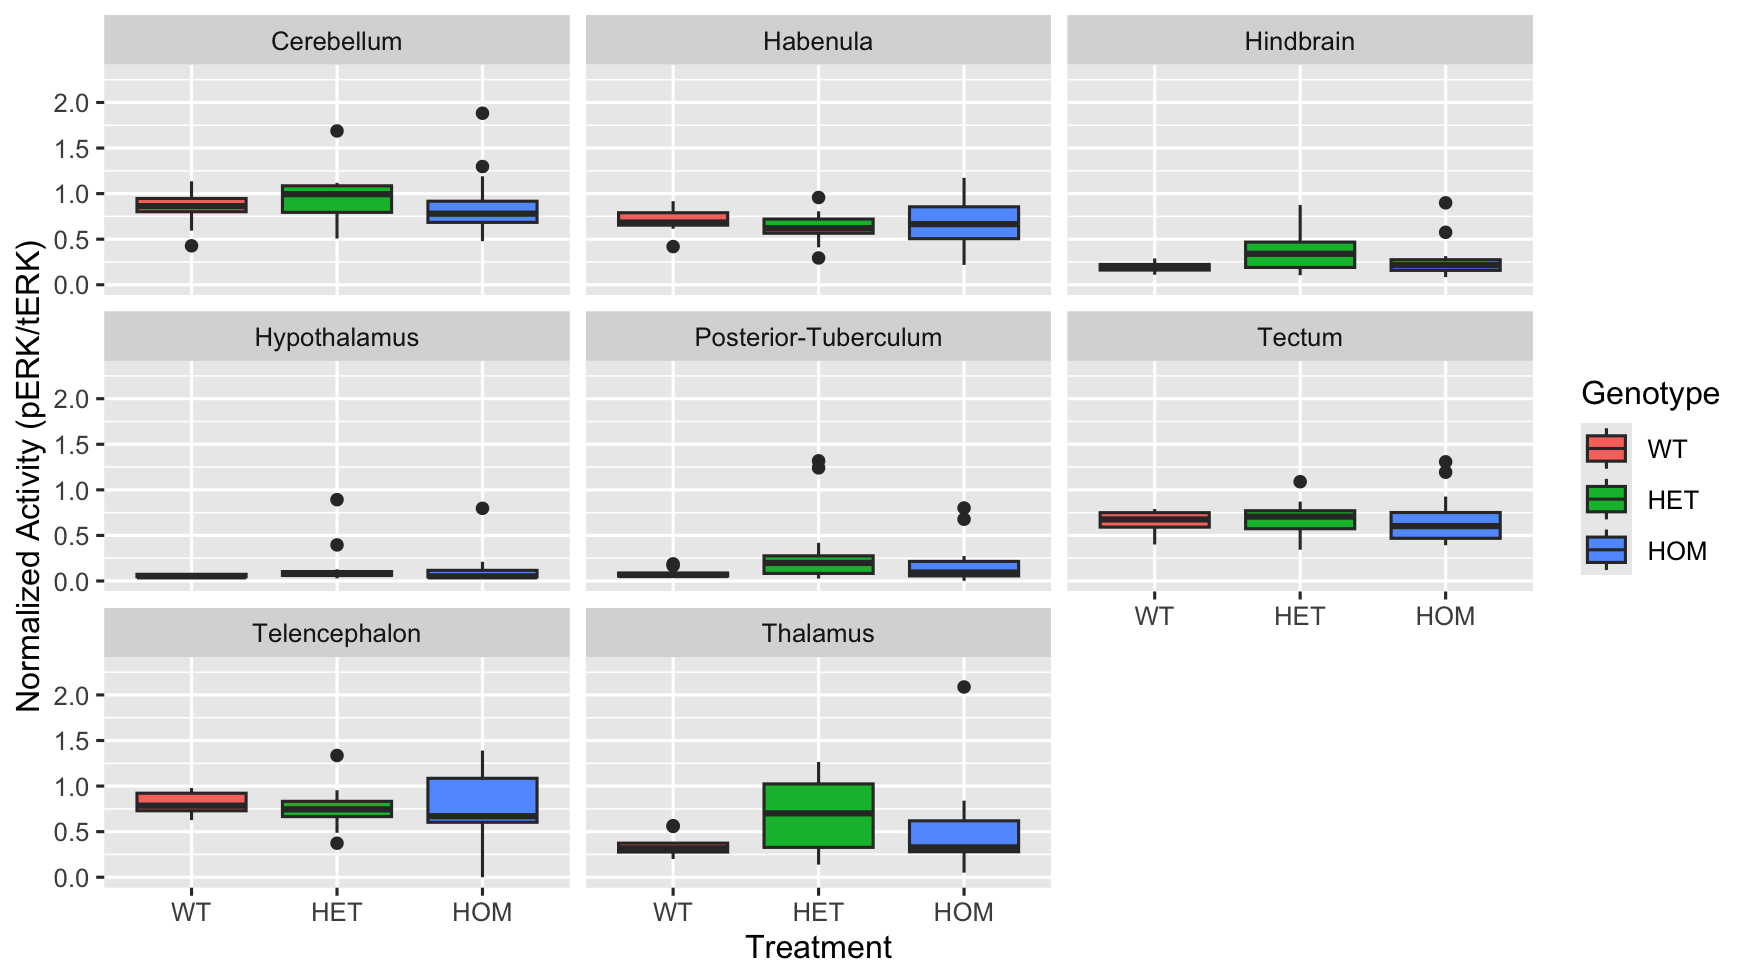 Cerebellum
Habenula
Hindbrain
2.0
1.5
1.0
0.5
0.0
Hypothalamus
Posterior-Tuberculum
Tectum
2.0
1.5
1.0
0.5
0.0
WT
HET
HOM
Telencephalon
Thalamus
2.0
1.5
1.0
0.5
0.0
WT
HET
HOM
WT
HET
HOM
Treatment
Normalized Activity (pERK/tERK)
Genotype
WT
HET
HOM